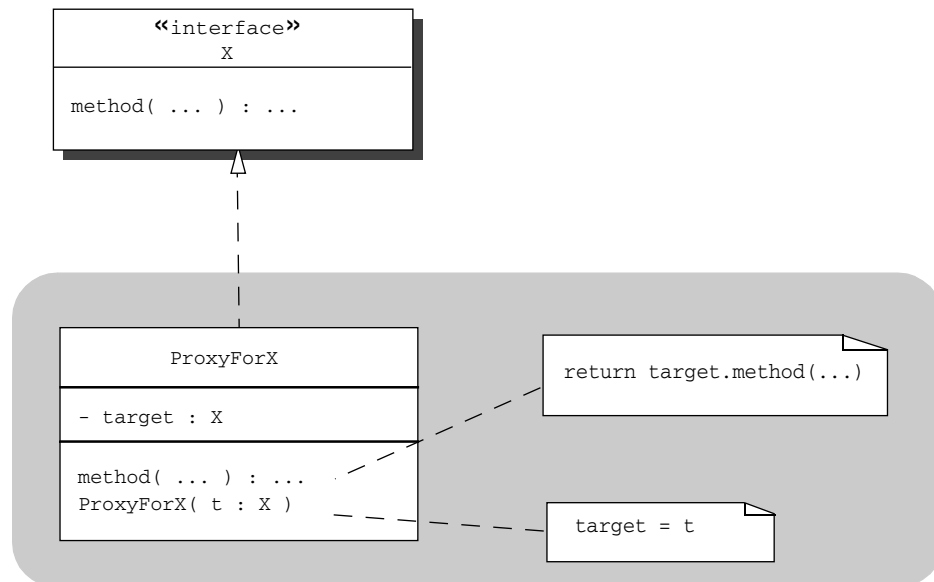 «interface»
X
method( ... ) : ...
ProxyForX
- target : X
method( ... ) : ...
ProxyForX( t : X )
return target.method(...)
target = t